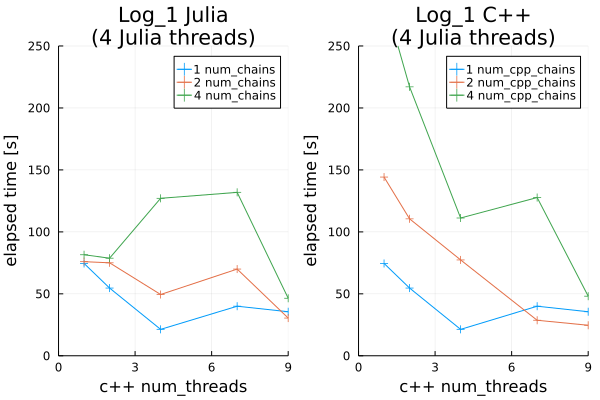 Log_1 Julia
(4 Julia threads)
250
200
150
100
50
0
0
3
6
9
elapsed time [s]
c++ num_threads
1 num_chains
2 num_chains
4 num_chains
Log_1 C++
(4 Julia threads)
250
200
150
100
50
0
0
3
6
9
elapsed time [s]
c++ num_threads
1 num_cpp_chains
2 num_cpp_chains
4 num_cpp_chains